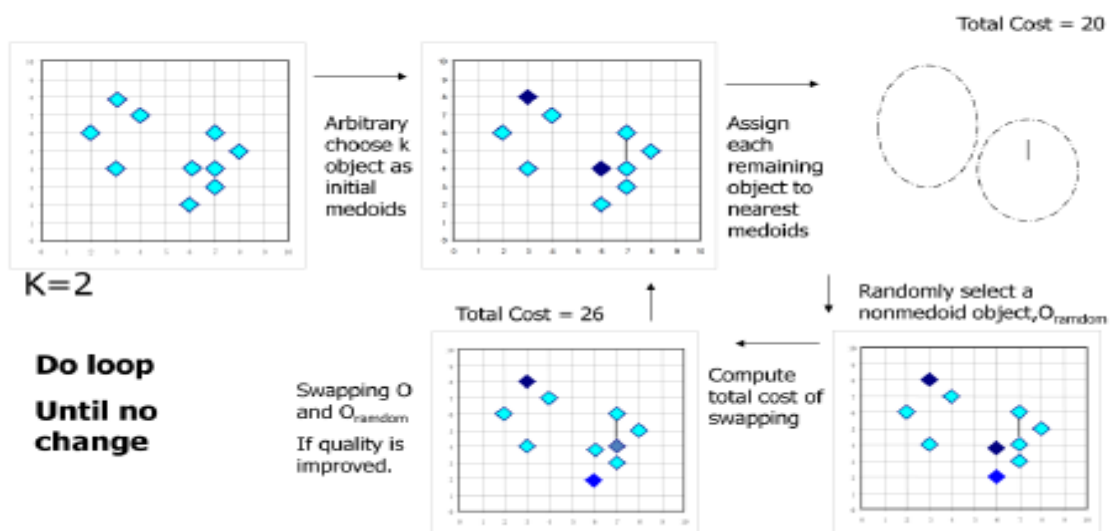 Total Cost = 20
Arbitrary
choose k
object as
initial
medoids
Assign
each
remaining
object to
nearest
medoids
K=2
Do loop
Until no
change
Total Cost = 26
Swapping O
and Oramdom
If quality is
improved.
Compute
total cost of
swapping
Randomly select a
nonmedoid object,Oramdom